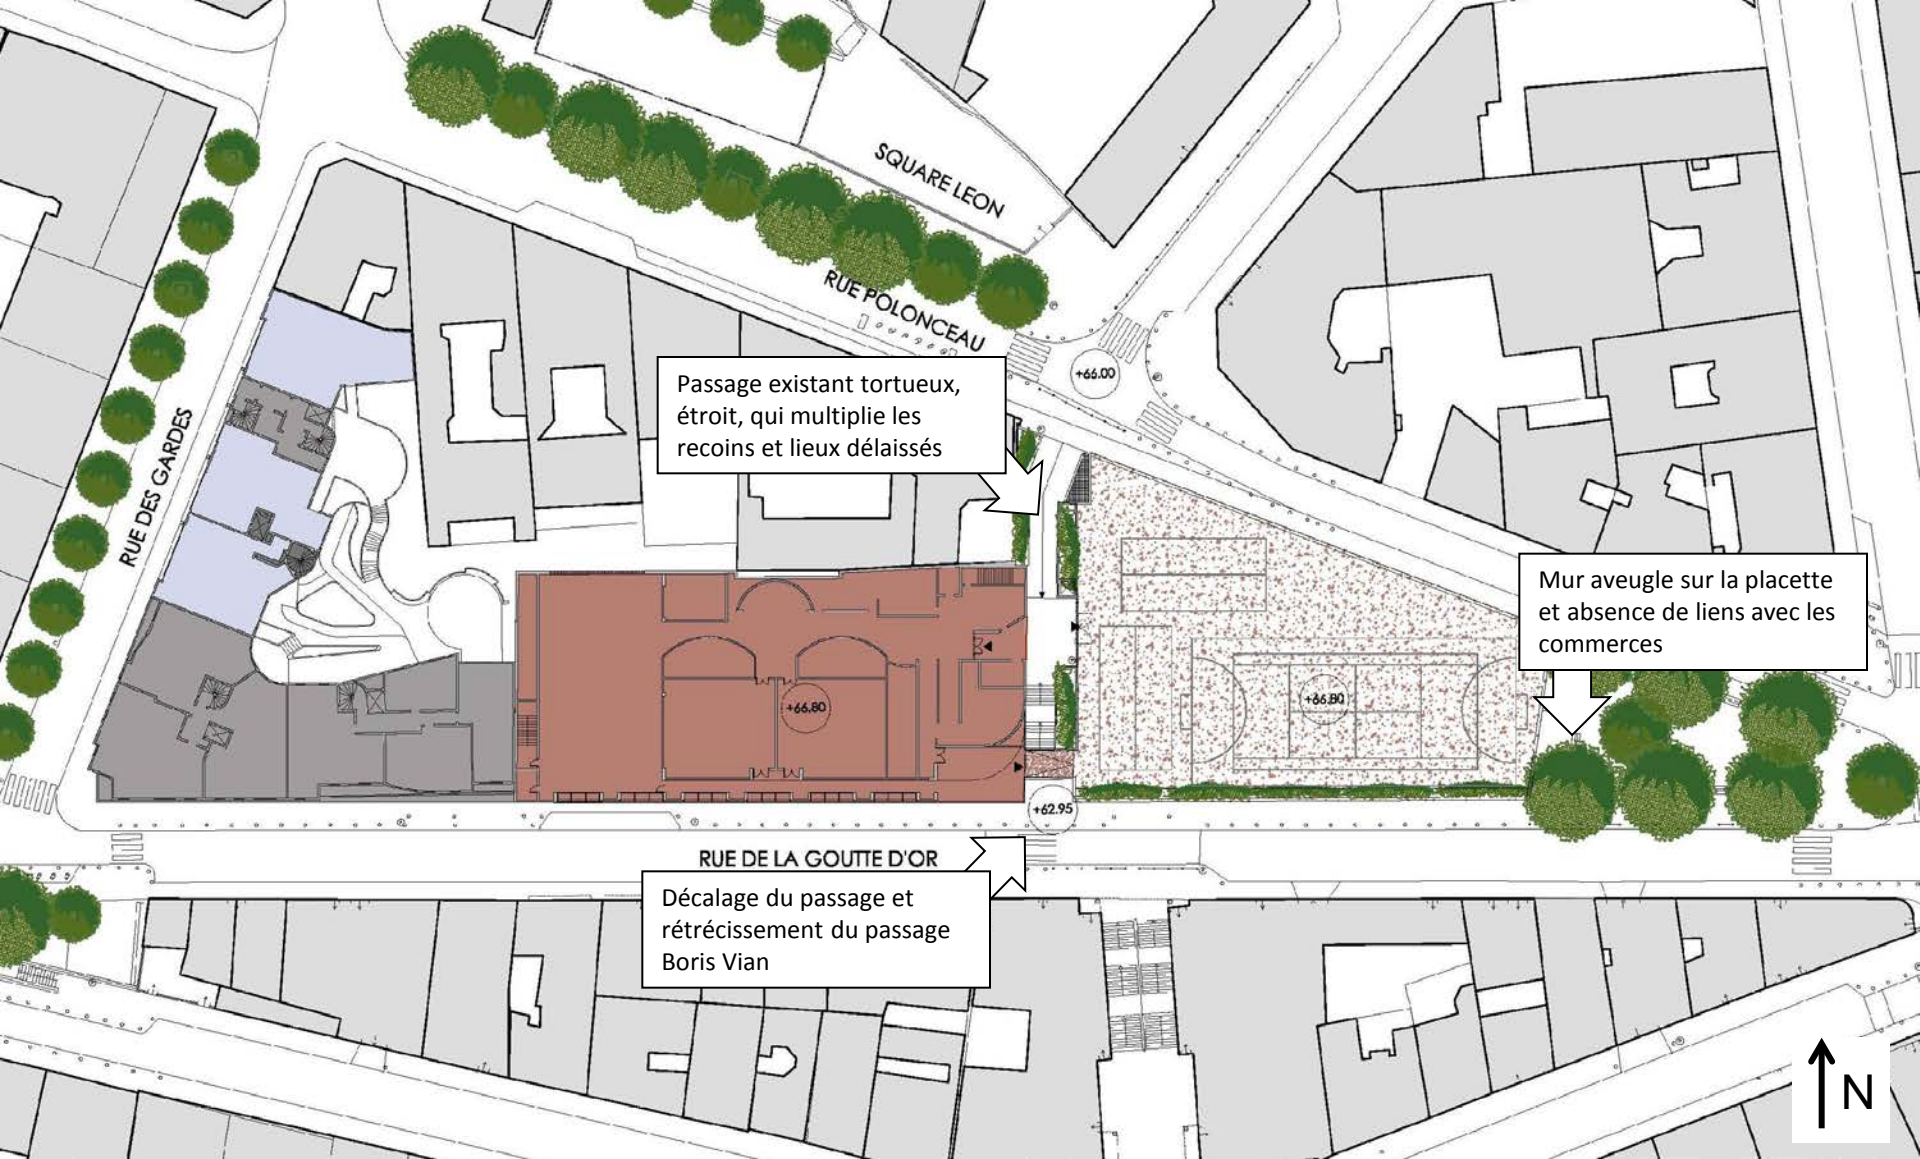 SQUARE LEON
RUE POLONCEAU
+66.00
Passage existant tortueux,
étroit, qui multiplie les
recoins et lieux délaissés
RUE DES GARDES
Mur aveugle sur la placette
et absence de liens avec les
commerces
+66.80
+66.80
+62.95
RUE DE LA GOUTTE D'OR
Décalage du passage et
rétrécissement du passage
Boris Vian
N